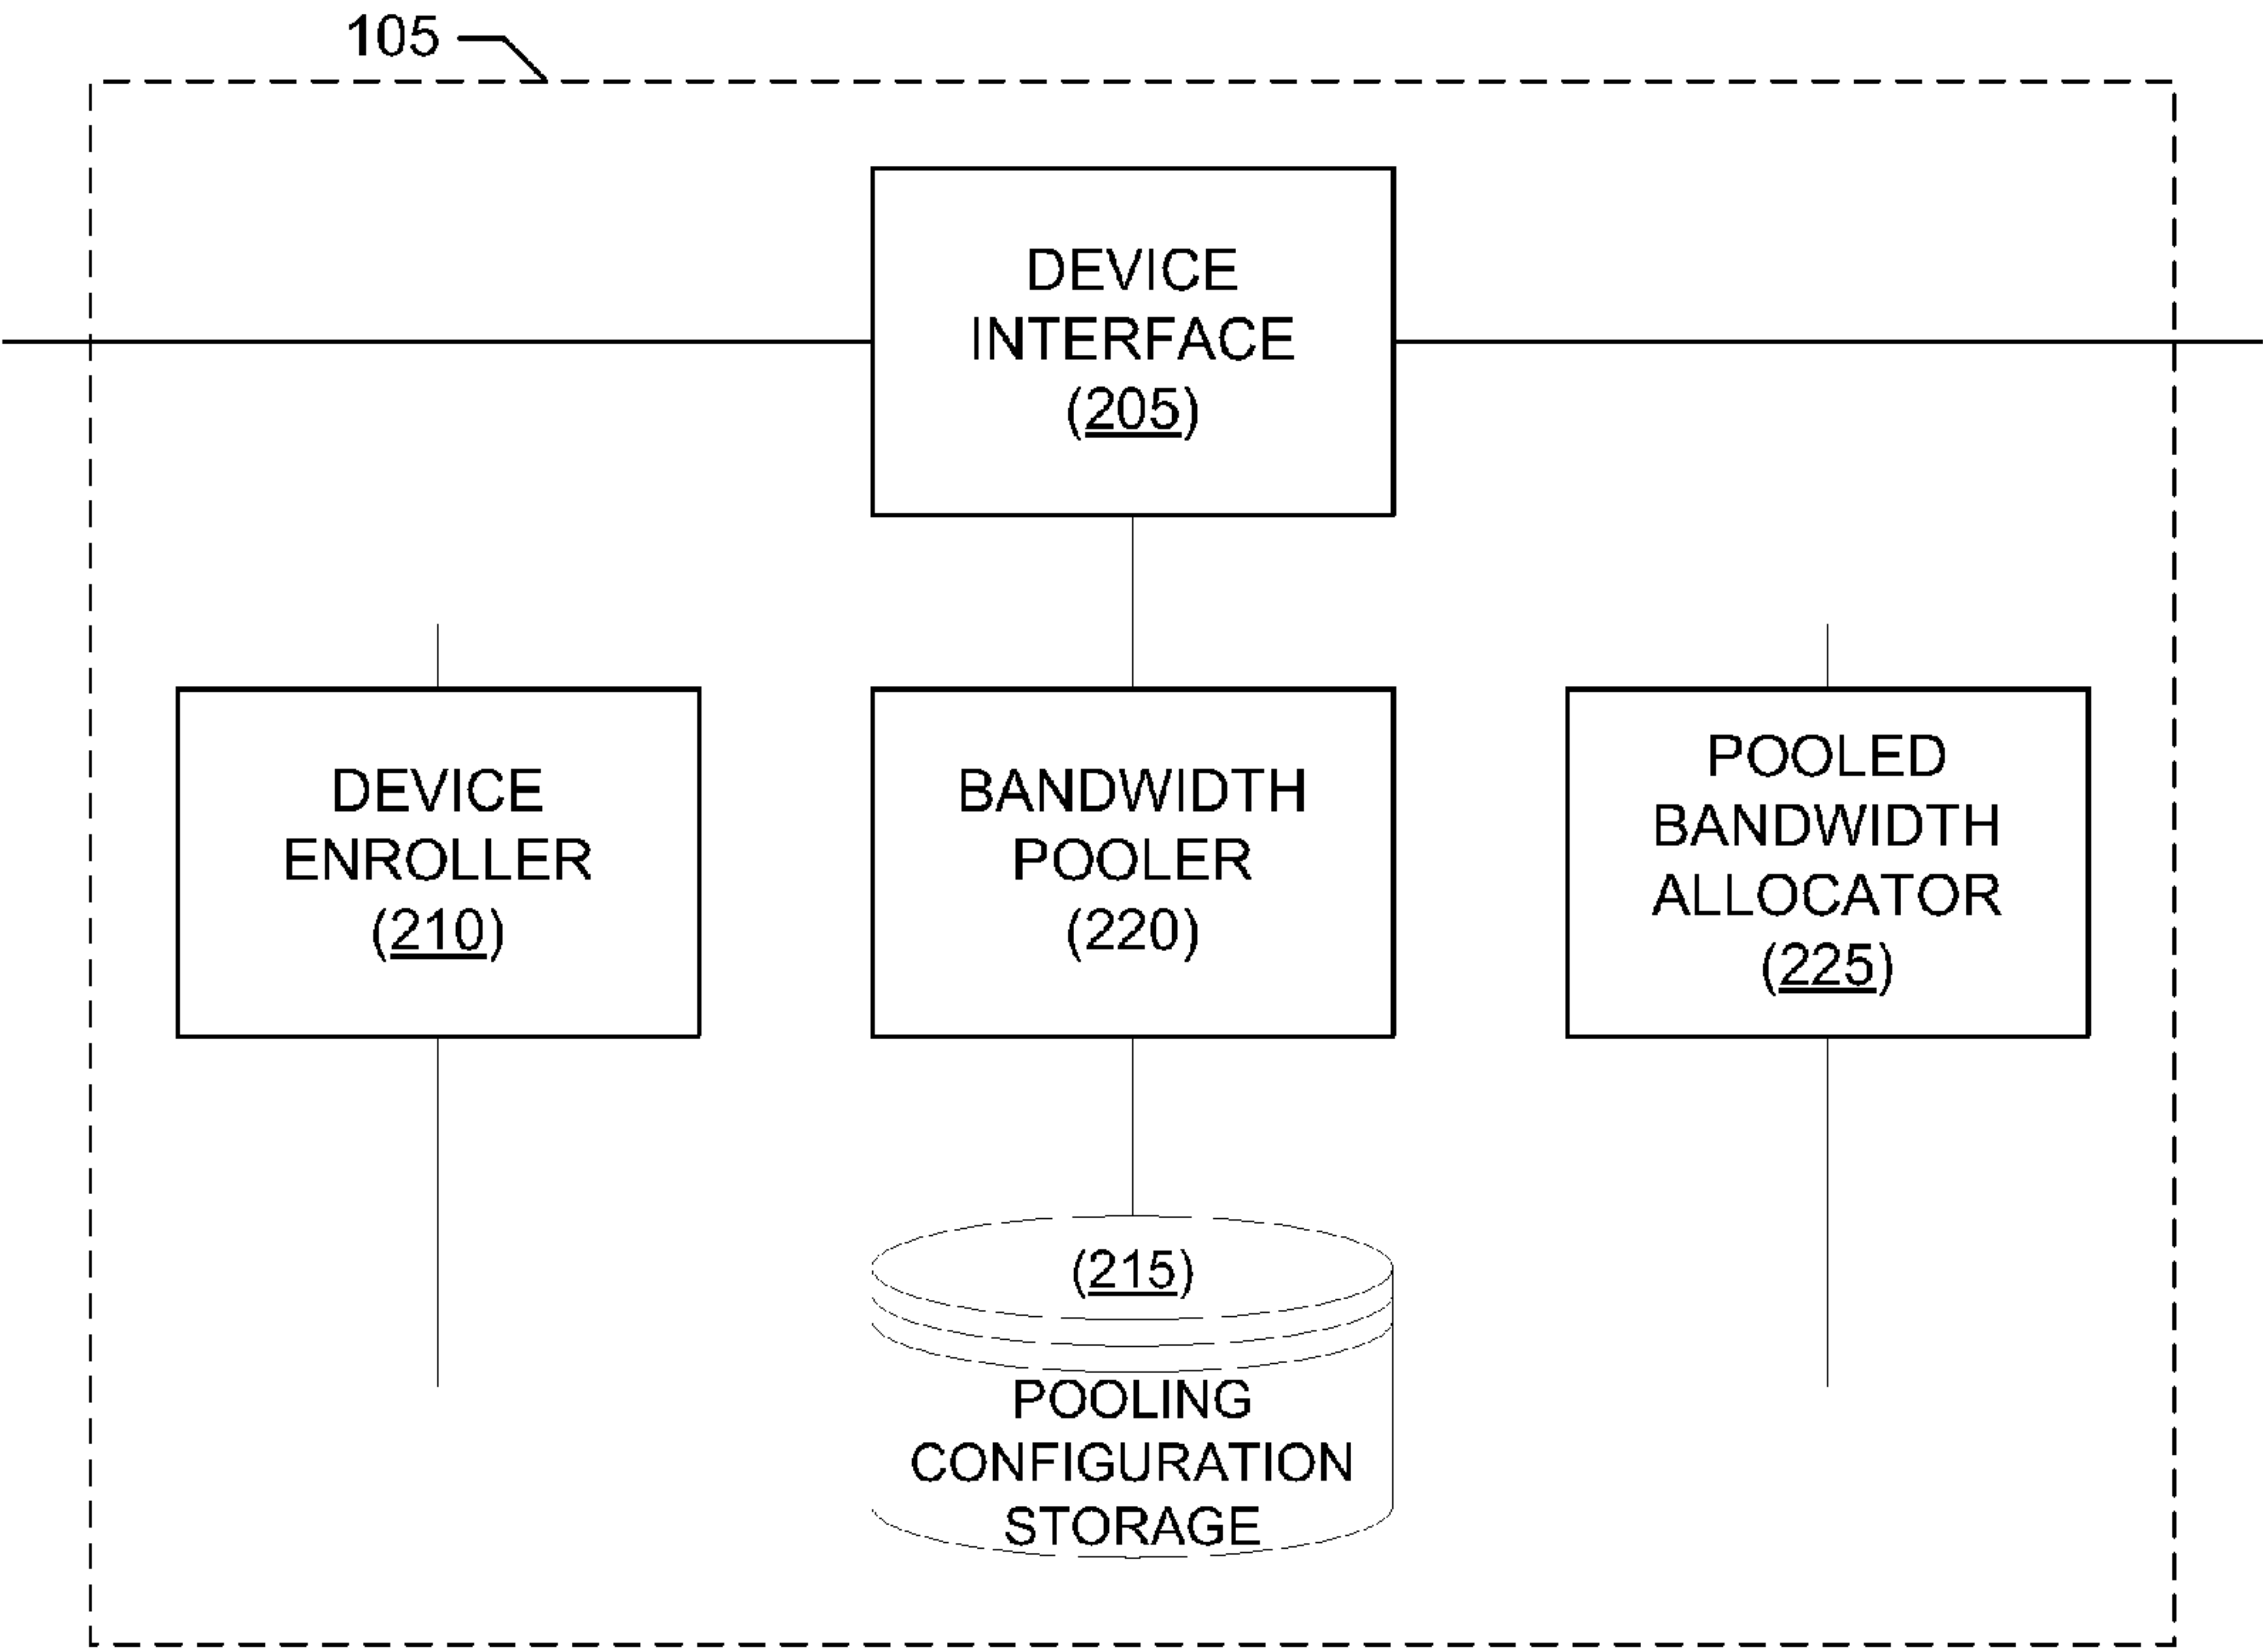 105
DEVICE
INTERFACE
(205)
DEVICE
ENROLLER
(210)
BANDWIDTH
POOLER
(220)
POOLED
BANDWIDTH
ALLOCATOR
(225)
(215)
POOLING
CONFIGURATION
STORAGE